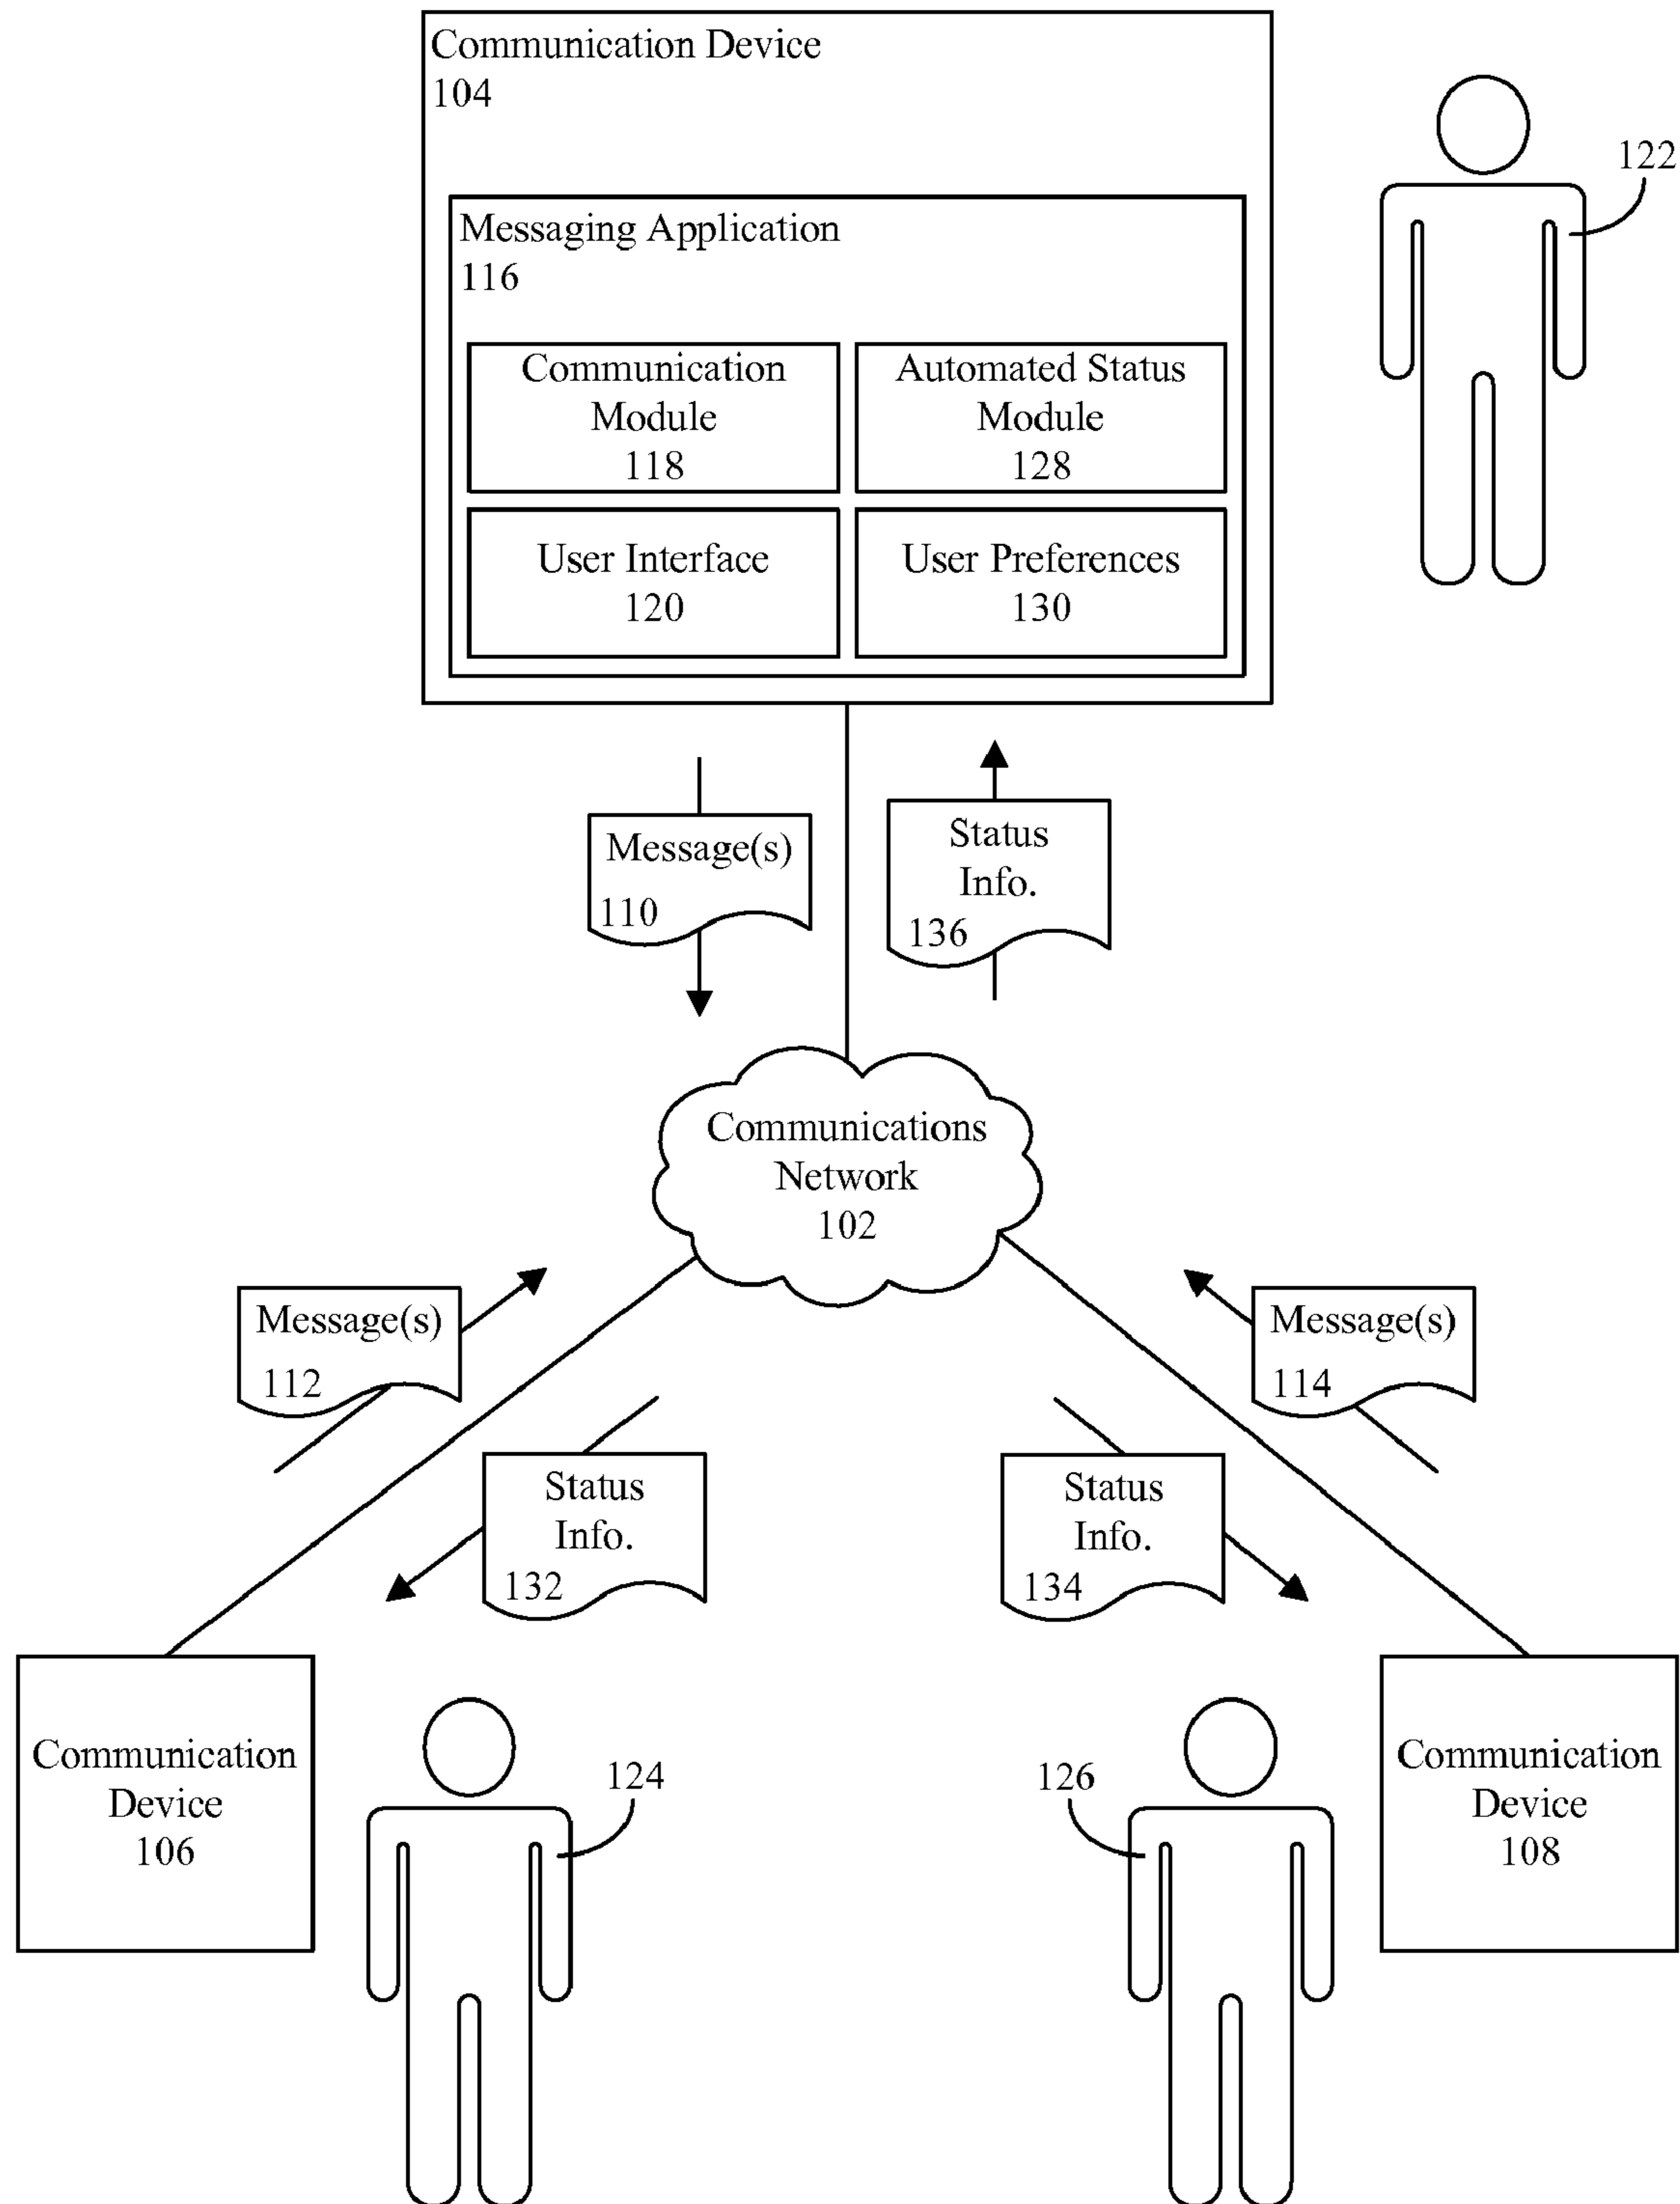 Communication Device
104
122
Messaging Application
116
Communication
Module
118
Automated Status
Module
128
User Interface
120
User Preferences
130
Message(s)
110
Status
Info.
136
Communications
Network
102
Message(s)
112
Message(s)
114
Status
Info.
132
Status
Info.
134
Communication
Device
106
124
126
Communication
Device
108